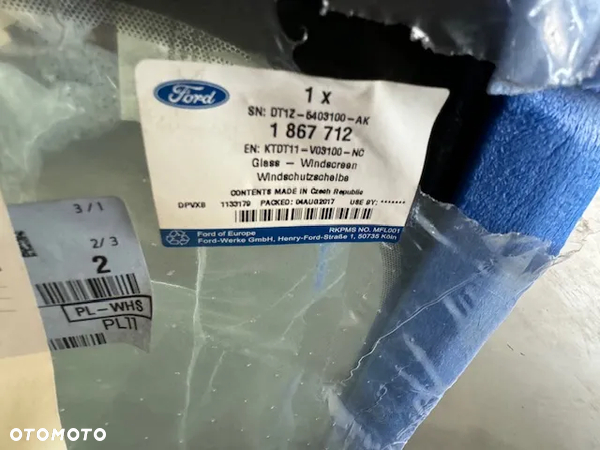 Ford
1 x
SN: DT1Z-5403100-AK
1 867 712
EN: KTDT11-V03100-NC
Glass - Windscreen
Windschutzscheibe
CONTENTS MADE IN Czech Republic
DPVXB 1133179 PACKED: 04AUG2017 USE BY: *******
RKPMS NO. MFL001
Ford of Europe
Ford-Werke GmbH, Henry-Ford-Straße 1, 50735 Köln
3 / 1
2/ 3
2
PL-WHS
PL11
OTOMOTO